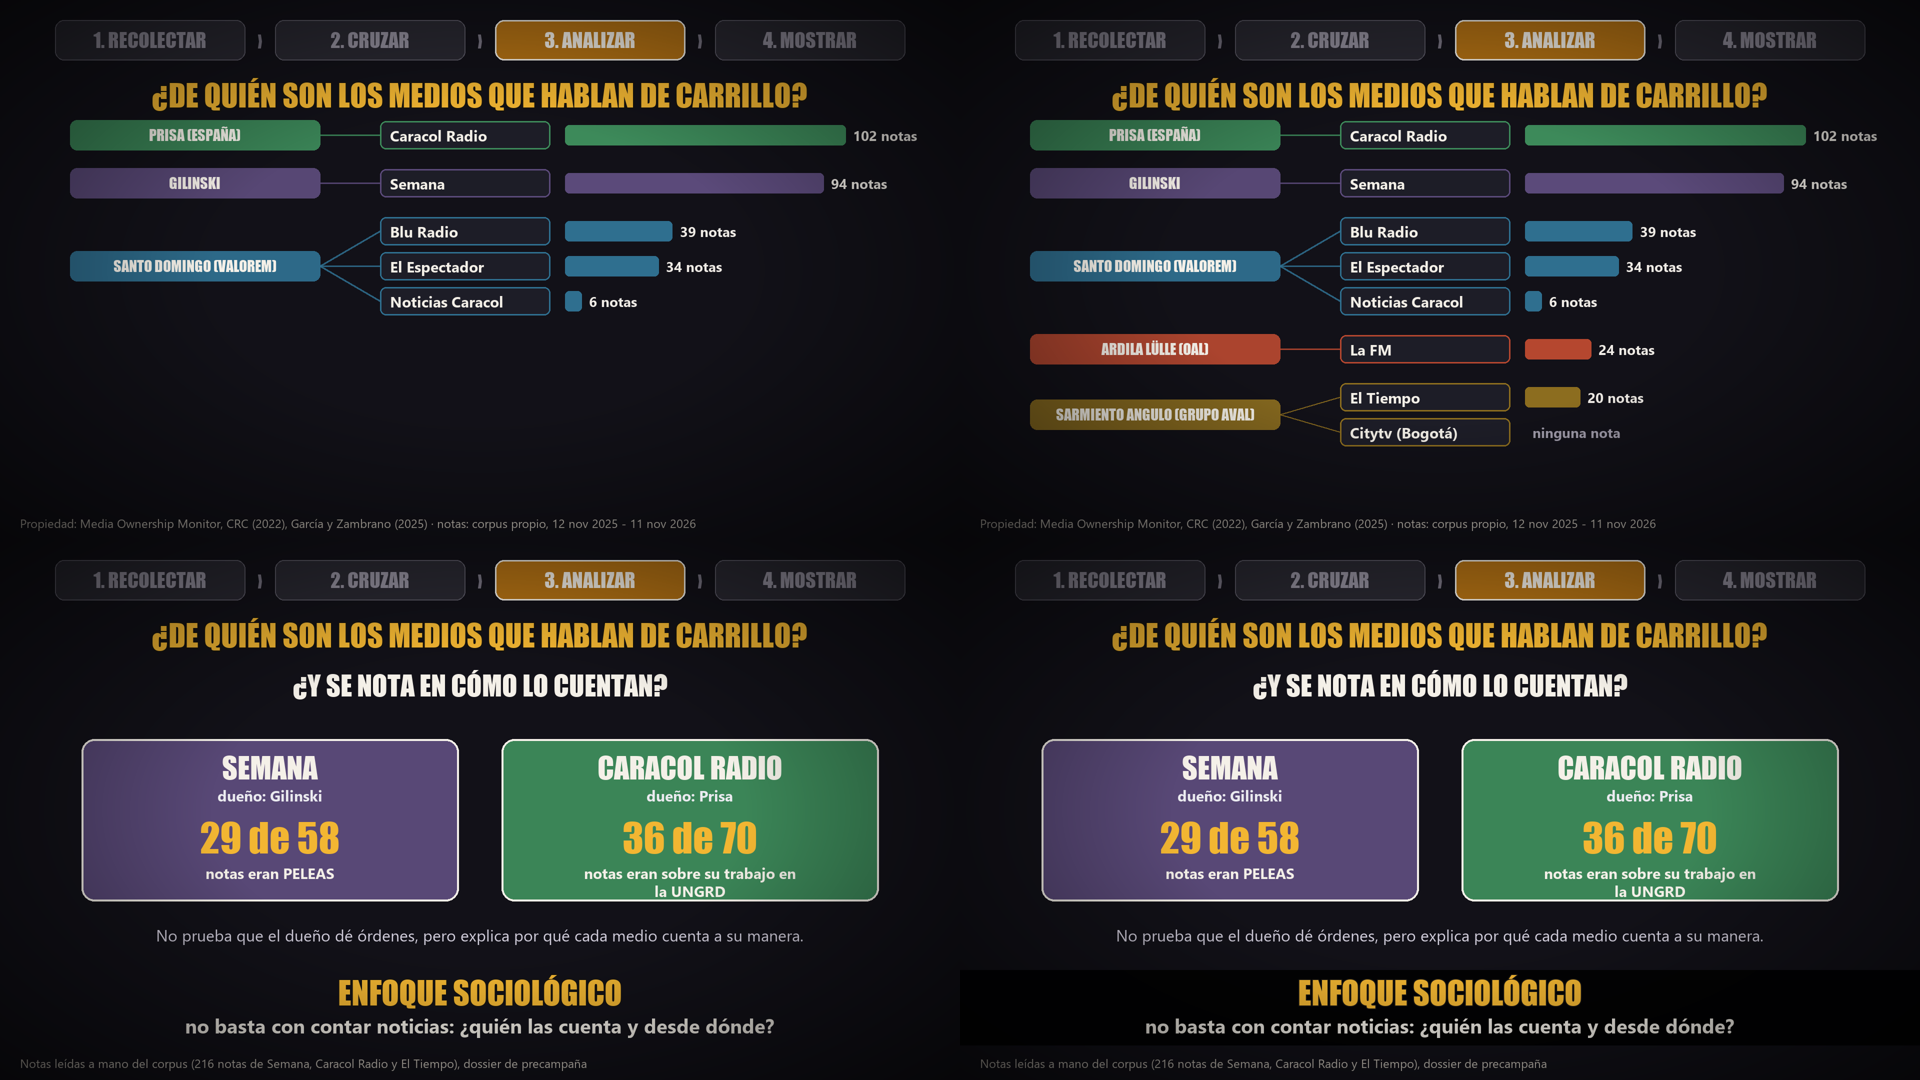 1. RECOLECTAR ⟩ 2. CRUZAR ⟩ 3. ANALIZAR ⟩ 4. MOSTRAR
¿DE QUIÉN SON LOS MEDIOS QUE HABLAN DE CARRILLO?
PRISA (ESPAÑA) Caracol Radio 102 notas
GILINSKI Semana 94 notas
Blu Radio 39 notas
SANTO DOMINGO (VALOREM) El Espectador 34 notas
Noticias Caracol 6 notas
Propiedad: Media Ownership Monitor, CRC (2022), García y Zambrano (2025) · notas: corpus propio, 12 nov 2025 - 11 nov 2026
1. RECOLECTAR ⟩ 2. CRUZAR ⟩ 3. ANALIZAR ⟩ 4. MOSTRAR
¿DE QUIÉN SON LOS MEDIOS QUE HABLAN DE CARRILLO?
PRISA (ESPAÑA) Caracol Radio 102 notas
GILINSKI Semana 94 notas
Blu Radio 39 notas
SANTO DOMINGO (VALOREM) El Espectador 34 notas
Noticias Caracol 6 notas
ARDILA LÜLLE (OAL) La FM 24 notas
El Tiempo 20 notas
SARMIENTO ANGULO (GRUPO AVAL)
Citytv (Bogotá) ninguna nota
Propiedad: Media Ownership Monitor, CRC (2022), García y Zambrano (2025) · notas: corpus propio, 12 nov 2025 - 11 nov 2026
1. RECOLECTAR ⟩ 2. CRUZAR ⟩ 3. ANALIZAR ⟩ 4. MOSTRAR
¿DE QUIÉN SON LOS MEDIOS QUE HABLAN DE CARRILLO?
¿Y SE NOTA EN CÓMO LO CUENTAN?
SEMANA
dueño: Gilinski
29 de 58
notas eran PELEAS
CARACOL RADIO
dueño: Prisa
36 de 70
notas eran sobre su trabajo en
la UNGRD
No prueba que el dueño dé órdenes, pero explica por qué cada medio cuenta a su manera.
ENFOQUE SOCIOLÓGICO
no basta con contar noticias: ¿quién las cuenta y desde dónde?
Notas leídas a mano del corpus (216 notas de Semana, Caracol Radio y El Tiempo), dossier de precampaña
1. RECOLECTAR ⟩ 2. CRUZAR ⟩ 3. ANALIZAR ⟩ 4. MOSTRAR
¿DE QUIÉN SON LOS MEDIOS QUE HABLAN DE CARRILLO?
¿Y SE NOTA EN CÓMO LO CUENTAN?
SEMANA
dueño: Gilinski
29 de 58
notas eran PELEAS
CARACOL RADIO
dueño: Prisa
36 de 70
notas eran sobre su trabajo en
la UNGRD
No prueba que el dueño dé órdenes, pero explica por qué cada medio cuenta a su manera.
ENFOQUE SOCIOLÓGICO
no basta con contar noticias: ¿quién las cuenta y desde dónde?
Notas leídas a mano del corpus (216 notas de Semana, Caracol Radio y El Tiempo), dossier de precampaña